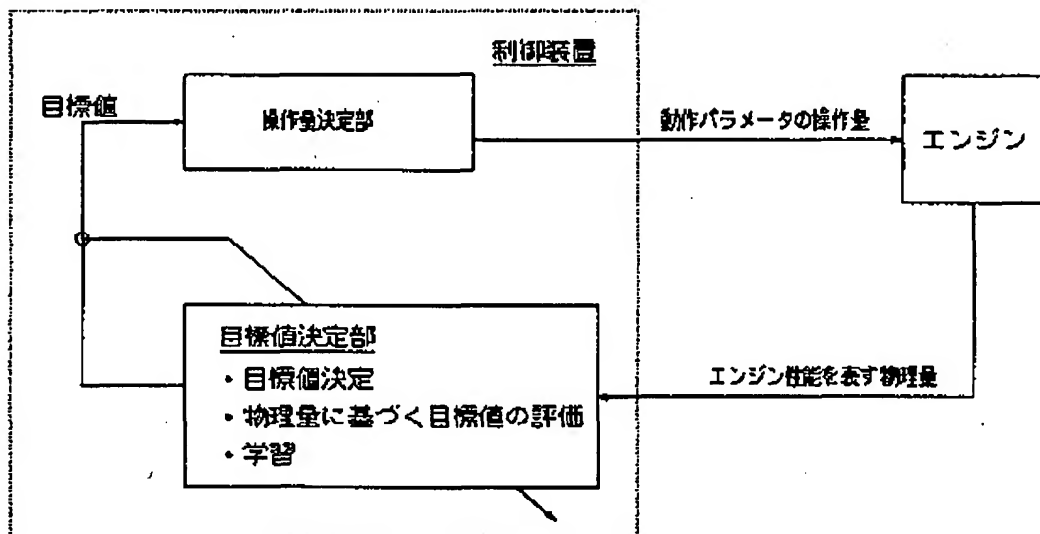 制御装置
目標値
操作量決定部
動作パラメータの操作量
エンジン
目標値決定部
・目標値決定
・物理量に基づく目標値の評価
・学習
エンジン性能を表す物理量